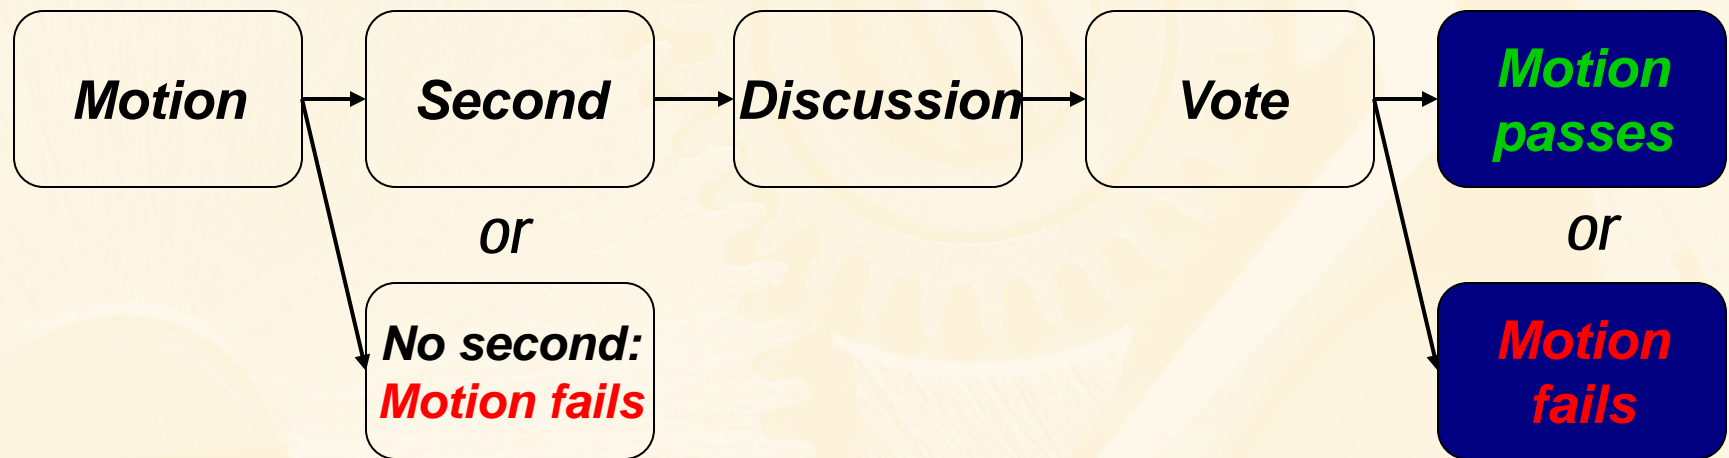 Motion
Second
Discussion
Vote
Motion
passes
or
or
No second:
Motion fails
Motion
fails